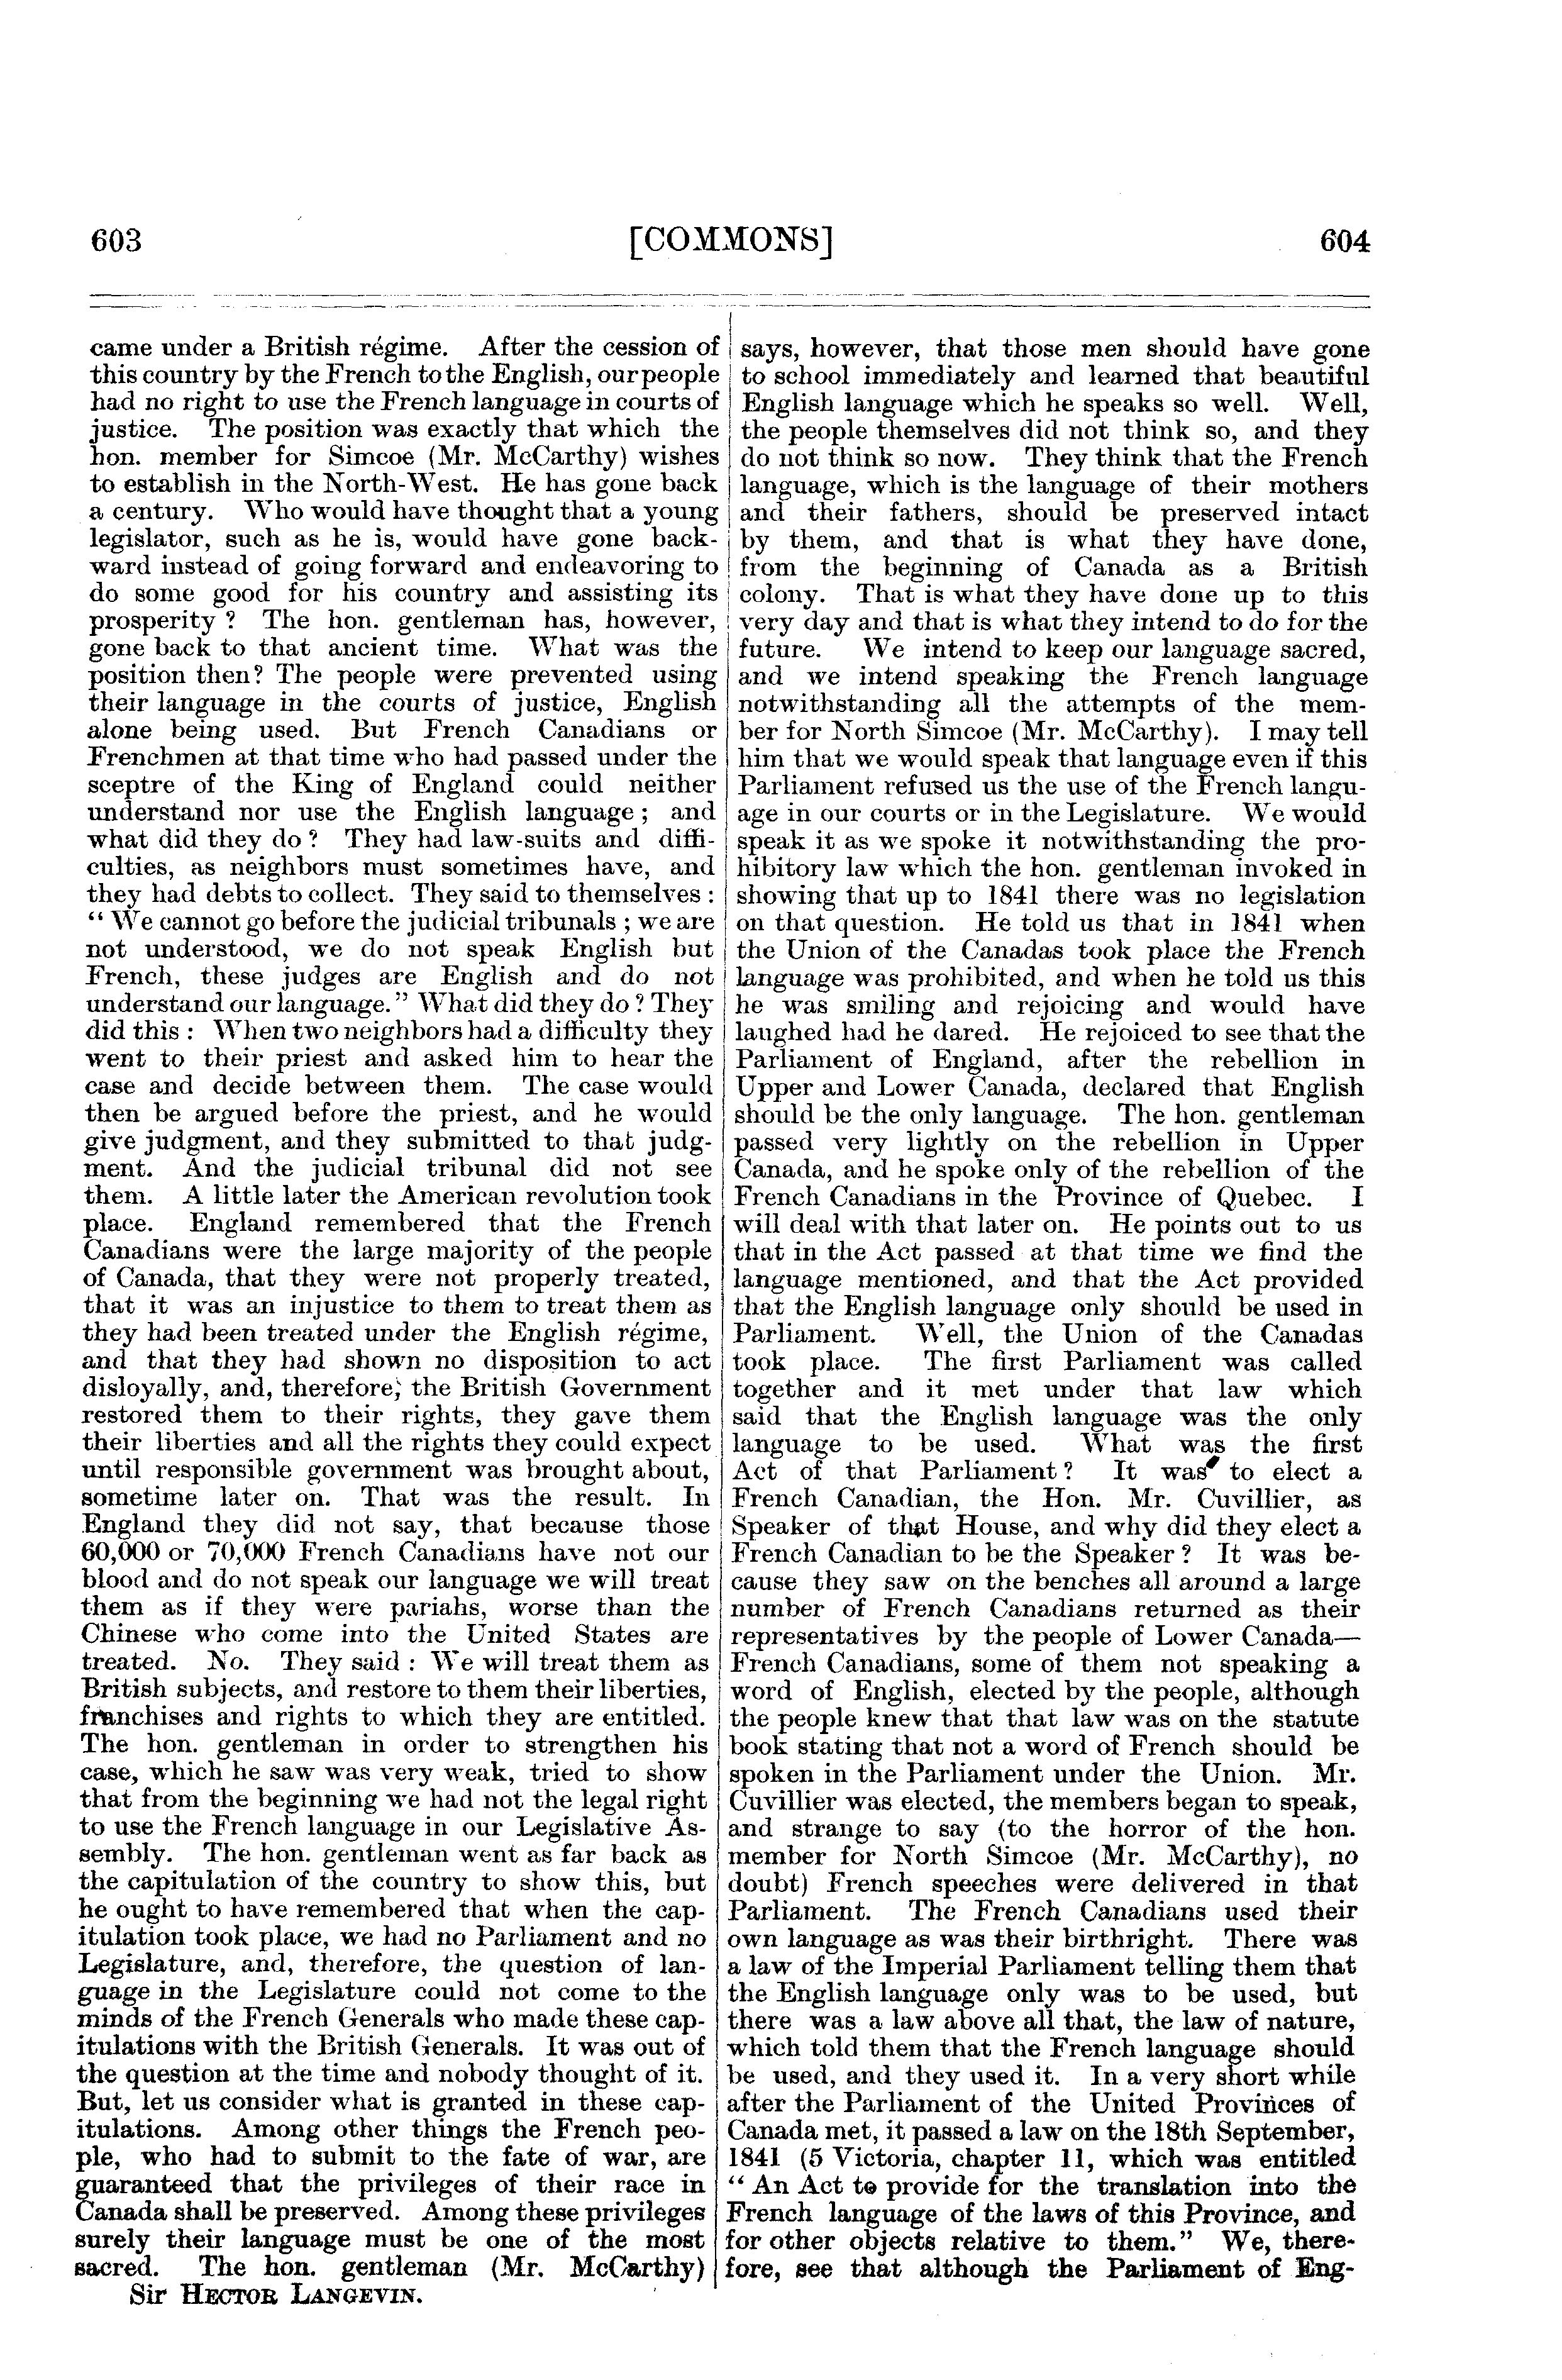 603 [COMMONS] 604
came under a British régime. After the cession of
this country by the French to the English, our people
had no right to use the French language in courts of
justice. The position was exactly that which the
hon. member for Simcoe (Mr. McCarthy) wishes
to establish in the North-West. He has gone back
a century. Who would have thought that a young
legislator, such as he is, would have gone back-
ward instead of going forward and endeavoring to
do some good for his country and assisting its
prosperity ? The hon. gentleman has, however,
gone back to that ancient time. What was the
position then? The people were prevented using
their language in the courts of justice, English
alone being used. But French Canadians or
Frenchmen at that time who had passed under the
sceptre of the King of England could neither
understand nor use the English language ; and
what did they do ? They had law-suits and diffi-
culties, as neighbors must sometimes have, and
they had debts to collect. They said to themselves :
" We cannot go before the judicial tribunals ; we are
not understood, we do not speak English but
French, these judges are English and do not
understand our language." What did they do ? They
did this : When two neighbors had a difficulty they
went to their priest and asked him to hear the
case and decide between them. The case would
then be argued before the priest, and he would
give judgment, and they submitted to that judg-
ment. And the judicial tribunal did not see
them. A little later the American revolution took
place. England remembered that the French
Canadians were the large majority of the people
of Canada, that they were not properly treated,
that it was an injustice to them to treat them as
they had been treated under the English régime,
and that they had shown no disposition to act
disloyally, and, therefore, the British Government
restored them to their rights, they gave them
their liberties and all the rights they could expect
until responsible government was brought about,
sometime later on. That was the result. In
England they did not say, that because those
60,000 or 70,000 French Canadians have not our
blood and do not speak our language we will treat
them as if they were pariahs, worse than the
Chinese who come into the United States are
treated. No. They said : We will treat them as
British subjects, and restore to them their liberties,
franchises and rights to which they are entitled.
The hon. gentleman in order to strengthen his
case, which he saw was very weak, tried to show
that from the beginning we had not the legal right
to use the French language in our Legislative As-
sembly. The hon. gentleman went as far back as
the capitulation of the country to show this, but
he ought to have remembered that when the cap-
itulation took place, we had no Parliament and no
Legislature, and, therefore, the question of lan-
guage in the Legislature could not come to the
minds of the French Generals who made these cap-
itulations with the British Generals. It was out of
the question at the time and nobody thought of it.
But, let us consider what is granted in these cap-
itulations. Among other things the French peo-
ple, who had to submit to the fate of war, are
guaranteed that the privileges of their race in
Canada shall be preserved. Among these privileges
surely their language must be one of the most
sacred. The hon. gentleman (Mr. McCarthy)
Sir HECTOR LANGEVIN.
says, however, that those men should have gone
to school immediately and learned that beautiful
English language which he speaks so well. Well,
the people themselves did not think so, and they
do not think so now. They think that the French
language, which is the language of their mothers
and their fathers, should be preserved intact
by them, and that is what they have done,
from the beginning of Canada as a British
colony. That is what they have done up to this
very day and that is what they intend to do for the
future. We intend to keep our language sacred,
and we intend speaking the French language
notwithstanding all the attempts of the mem-
ber for North Simcoe (Mr. McCarthy). I may tell
him that we would speak that language even if this
Parliament refused us the use of the French langu-
age in our courts or in the Legislature. We would
speak it as we spoke it notwithstanding the pro-
hibitory law which the hon. gentleman invoked in
showing that up to 1841 there was no legislation
on that question. He told us that in 1841 when
the Union of the Canadas took place the French
language was prohibited, and when he told us this
he was smiling and rejoicing and would have
laughed had he dared. He rejoiced to see that the
Parliament of England, after the rebellion in
Upper and Lower Canada, declared that English
should be the only language. The hon. gentleman
passed very lightly on the rebellion in Upper
Canada, and he spoke only of the rebellion of the
French Canadians in the Province of Quebec. I
will deal with that later on. He points out to us
that in the Act passed at that time we find the
language mentioned, and that the Act provided
that the English language only should be used in
Parliament. Well, the Union of the Canadas
took place. The first Parliament was called
together and it met under that law which
said that the English language was the only
language to be used. What was the first
Act of that Parliament ? It was to elect a
French Canadian, the Hon. Mr. Cuvillier, as
Speaker of that House, and why did they elect a
French Canadian to be the Speaker ? It was be-
cause they saw on the benches all around a large
number of French Canadians returned as their
representatives by the people of Lower Canada—
French Canadians, some of them not speaking a
word of English, elected by the people, although
the people knew that that law was on the statute
book stating that not a word of French should be
spoken in the Parliament under the Union. Mr.
Cuvillier was elected, the members began to speak,
and strange to say (to the horror of the hon.
member for North Simcoe (Mr. McCarthy), no
doubt) French speeches were delivered in that
Parliament. The French Canadians used their
own language as was their birthright. There was
a law of the Imperial Parliament telling them that
the English language only was to be used, but
there was a law above all that, the law of nature,
which told them that the French language should
be used, and they used it. In a very short while
after the Parliament of the United Provinces of
Canada met, it passed a law on the 18th September,
1841 (5 Victoria, chapter 11, which was entitled
" An Act to provide for the translation into the
French language of the laws of this Province, and
for other objects relative to them." We, there-
fore, see that although the Parliament of Eng-